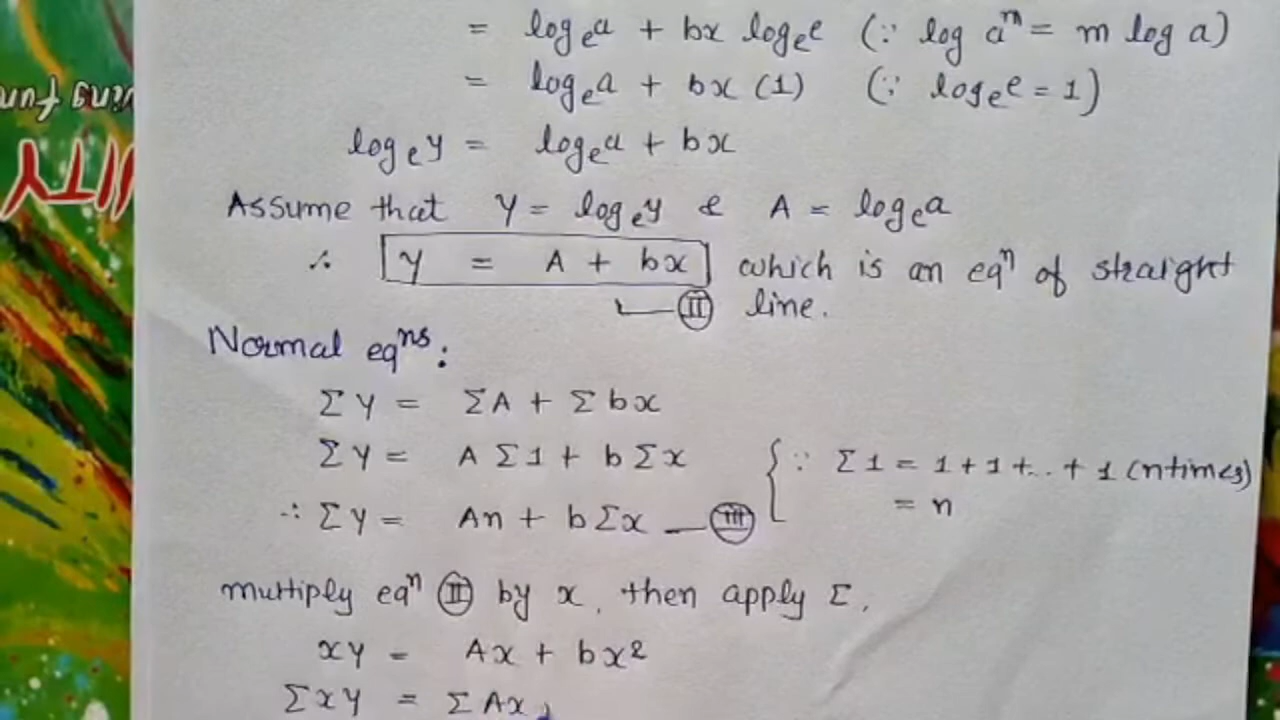 = logₑa + bx logₑe (∵ log aᵐ = m log a)
= logₑa + bx (1) (∵ logₑe = 1)
logₑy = logₑa + bx
Assume that Y = logₑy & A = logₑa
∴ Y = A + bx which is an eqⁿ of straight
— II line.
Normal eqⁿˢ:
ΣY = ΣA + Σbx
ΣY = AΣ1 + bΣx { ∵ Σ1 = 1+1+...+1 (ntimes)
= n
∴ ΣY = An + bΣx — III
multiply eqⁿ II by x, then apply Σ,
xY = Ax + bx²
ΣxY = ΣAx